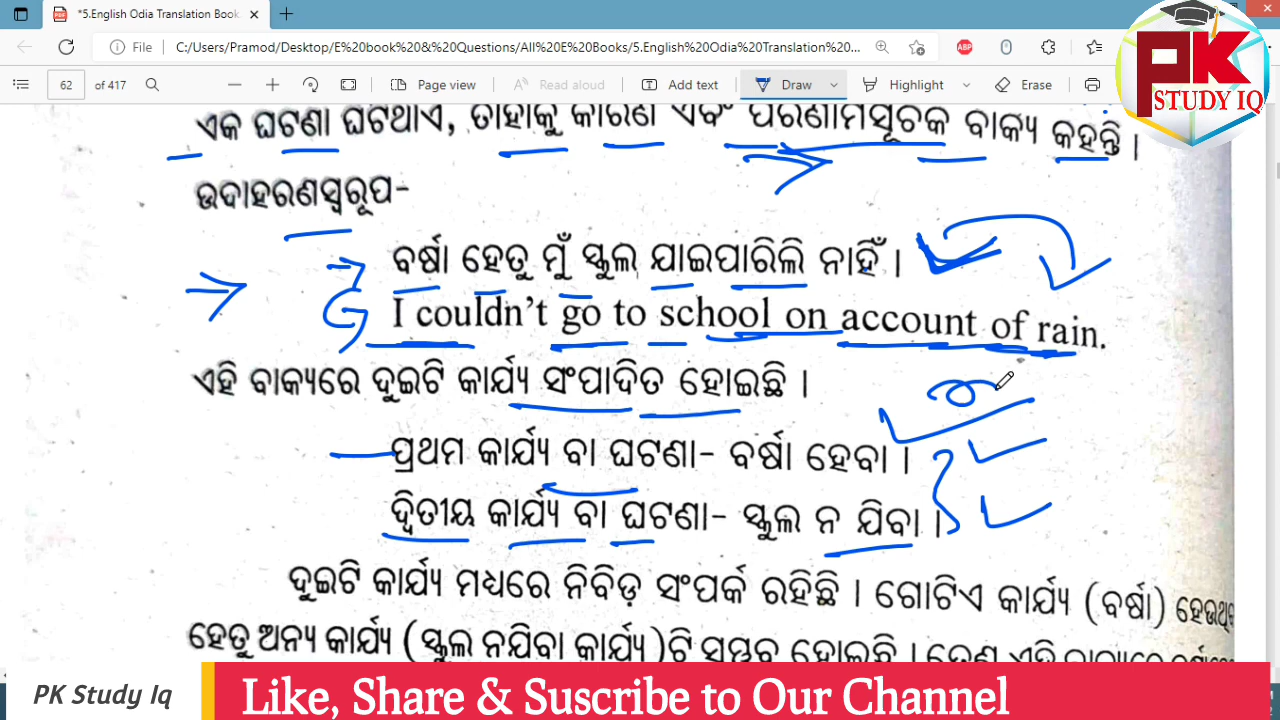 *5.English Odia Translation Book
File
C:/Users/Pramod/Desktop/E%20book%20&%20Questions/All%20E%20Books/5.English%20Odia%20Translation%20...
62 of 417
Page view
Read aloud
Add text
Draw
Highlight
Erase
PK
STUDY IQ
ଏକ ଘଟଣା ଘଟଥାଏ, ତାହାକୁ କାରଣ ଏବଂ ପରିଣାମସୂଚକ ବାକ୍ୟ କହନ୍ତି ।
ଉଦାହରଣସ୍ୱରୂପ-
ବର୍ଷା ହେତୁ ମୁଁ ସ୍କୁଲ ଯାଇପାରିଲି ନାହିଁ ।
I couldn't go to school on account of rain.
ଏହି ବାକ୍ୟରେ ଦୁଇଟି କାର୍ଯ୍ୟ ସଂପାଦିତ ହୋଇଛି ।
ପ୍ରଥମ କାର୍ଯ୍ୟ ବା ଘଟଣା- ବର୍ଷା ହେବା ।
ଦ୍ୱିତୀୟ କାର୍ଯ୍ୟ ବା ଘଟଣା- ସ୍କୁଲ ନ ଯିବା ।
ଦୁଇଟି କାର୍ଯ୍ୟ ମଧ୍ୟରେ ନିବିଡ଼ ସଂପର୍କ ରହିଛି । ଗୋଟିଏ କାର୍ଯ୍ୟ (ବର୍ଷା)
ହେତୁ ଅନ୍ୟ କାର୍ଯ୍ୟ (ସ୍କୁଲ ନଯିବା କାର୍ଯ୍ୟ)ଟି ସମ୍ଭବ ହୋଇଛି ।
PK Study Iq
Like, Share & Suscribe to Our Channel